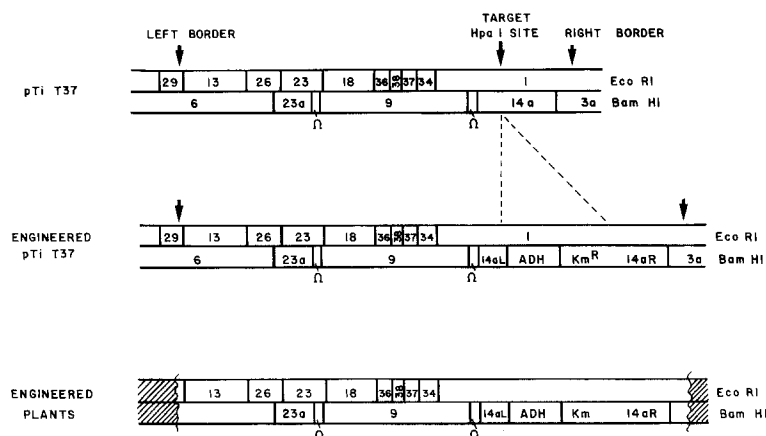 TARGET
LEFT BORDER Hpa I SITE RIGHT BORDER
29 13 26 23 18 36 38 37 34 1 Eco RI
pTi T37
6 23a 9 14a 3a Bam HI
Ω Ω
29 13 26 23 18 36 38 37 34 1 Eco RI
ENGINEERED
pTi T37
6 23a 9 14aL ADH Km R 14aR 3a Bam HI
Ω Ω
13 26 23 18 36 38 37 34 Eco RI
ENGINEERED
PLANTS
23a 9 14aL ADH Km 14aR Bam HI
Ω Ω